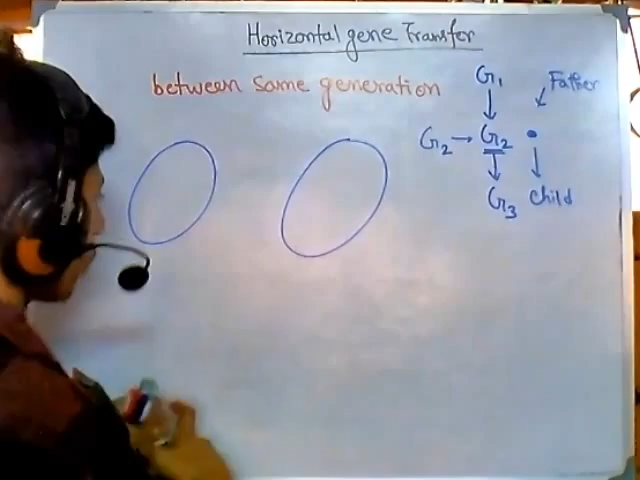 Horizontal gene Transfer
between same generation
G₁
Father
G₂ → G₂
G₃ child